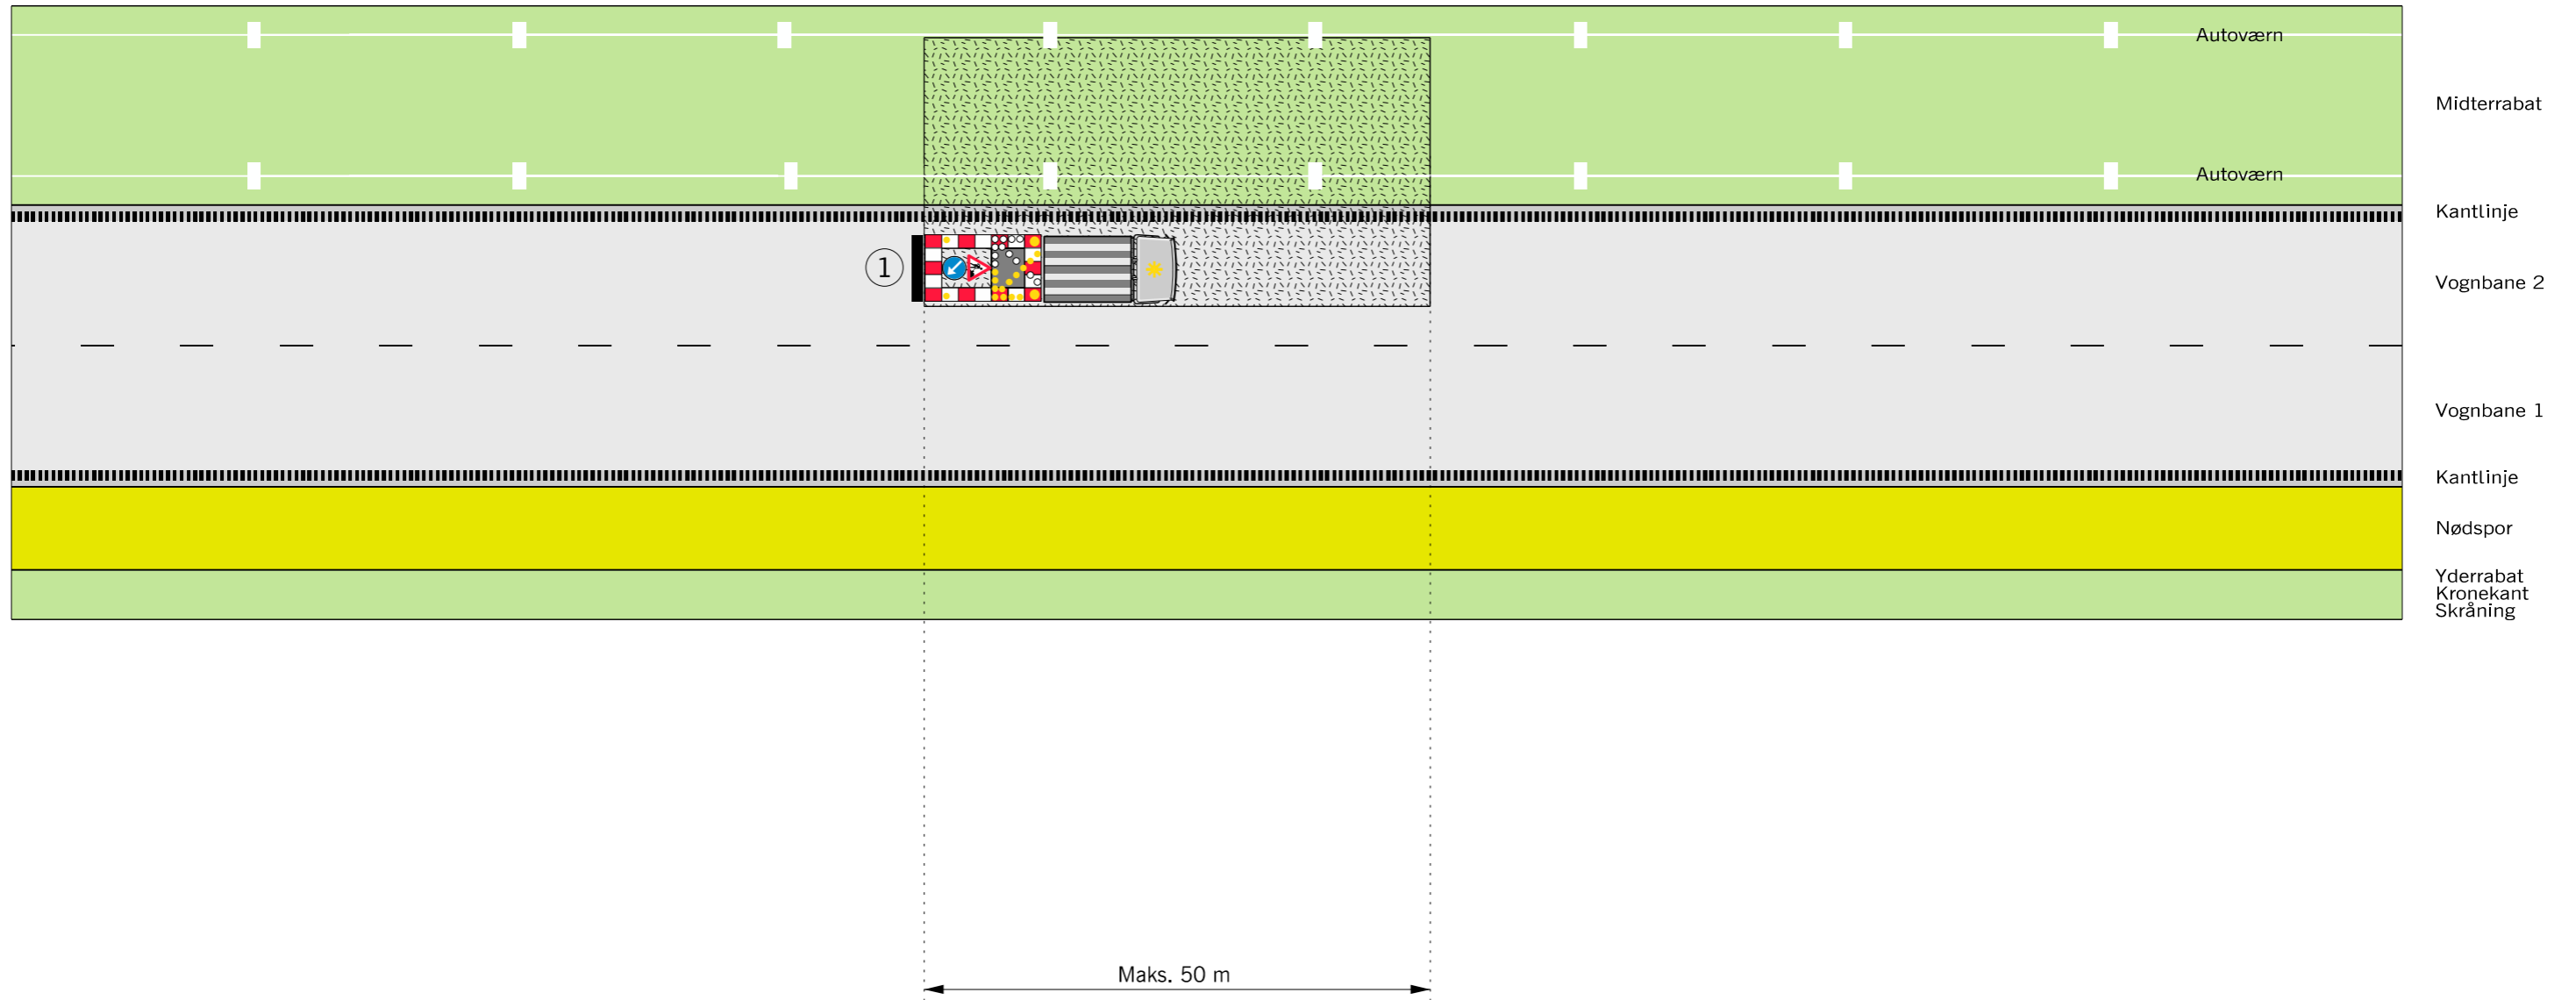 Autoværn
Midterrabat
Autoværn
Kantlinje
1
Vognbane 2
Vognbane 1
Kantlinje
Nødspor
Yderrabat
Kronekant
Skråning
Maks. 50 m